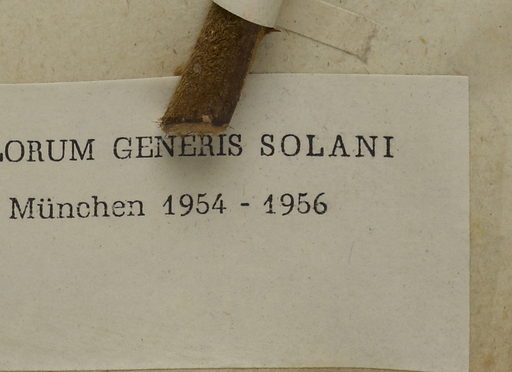 LORUM GENERIS SOLANI
München 1954 - 1956